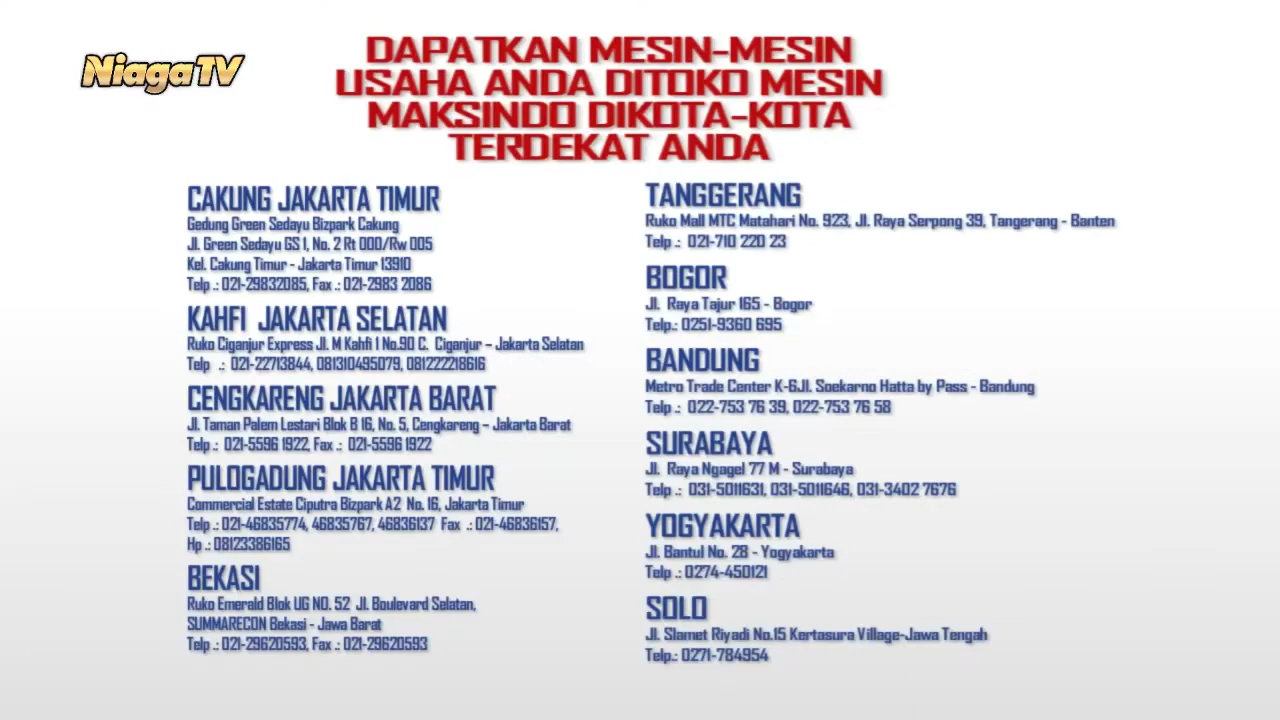 NiagaTV
DAPATKAN MESIN-MESIN
USAHA ANDA DITOKO MESIN
MAKSINDO DIKOTA-KOTA
TERDEKAT ANDA
CAKUNG JAKARTA TIMUR
Gedung Green Sedayu Bizpark Cakung
Jl. Green Sedayu GS 1, No. 2 Rt 000/Rw 005
Kel. Cakung Timur - Jakarta Timur 13910
Telp .: 021-29832085, Fax .: 021-2983 2086
KAHFI JAKARTA SELATAN
Ruko Ciganjur Express Jl. M Kahfi 1 No.90 C. Ciganjur – Jakarta Selatan
Telp .: 021-22713844, 081310495079, 081222218616
CENGKARENG JAKARTA BARAT
Jl. Taman Palem Lestari Blok B 16, No. 5, Cengkareng – Jakarta Barat
Telp .: 021-5596 1922, Fax .: 021-5596 1922
PULOGADUNG JAKARTA TIMUR
Commercial Estate Ciputra Bizpark A2 No. 16, Jakarta Timur
Telp .: 021-46835774, 46835767, 46836137 Fax .: 021-46836157,
Hp .: 08123386165
BEKASI
Ruko Emerald Blok UG NO. 52 Jl. Boulevard Selatan,
SUMMARECON Bekasi - Jawa Barat
Telp .: 021-29620593, Fax .: 021-29620593
TANGGERANG
Ruko Mall MTC Matahari No. 923, Jl. Raya Serpong 39, Tangerang - Banten
Telp .: 021-710 220 23
BOGOR
Jl. Raya Tajur 165 - Bogor
Telp.: 0251-9360 695
BANDUNG
Metro Trade Center K-6Jl. Soekarno Hatta by Pass - Bandung
Telp .: 022-753 76 39, 022-753 76 58
SURABAYA
Jl. Raya Ngagel 77 M - Surabaya
Telp .: 031-5011631, 031-5011646, 031-3402 7676
YOGYAKARTA
Jl. Bantul No. 28 - Yogyakarta
Telp .: 0274-450121
SOLO
Jl. Slamet Riyadi No.15 Kertasura Village-Jawa Tengah
Telp.: 0271-784954